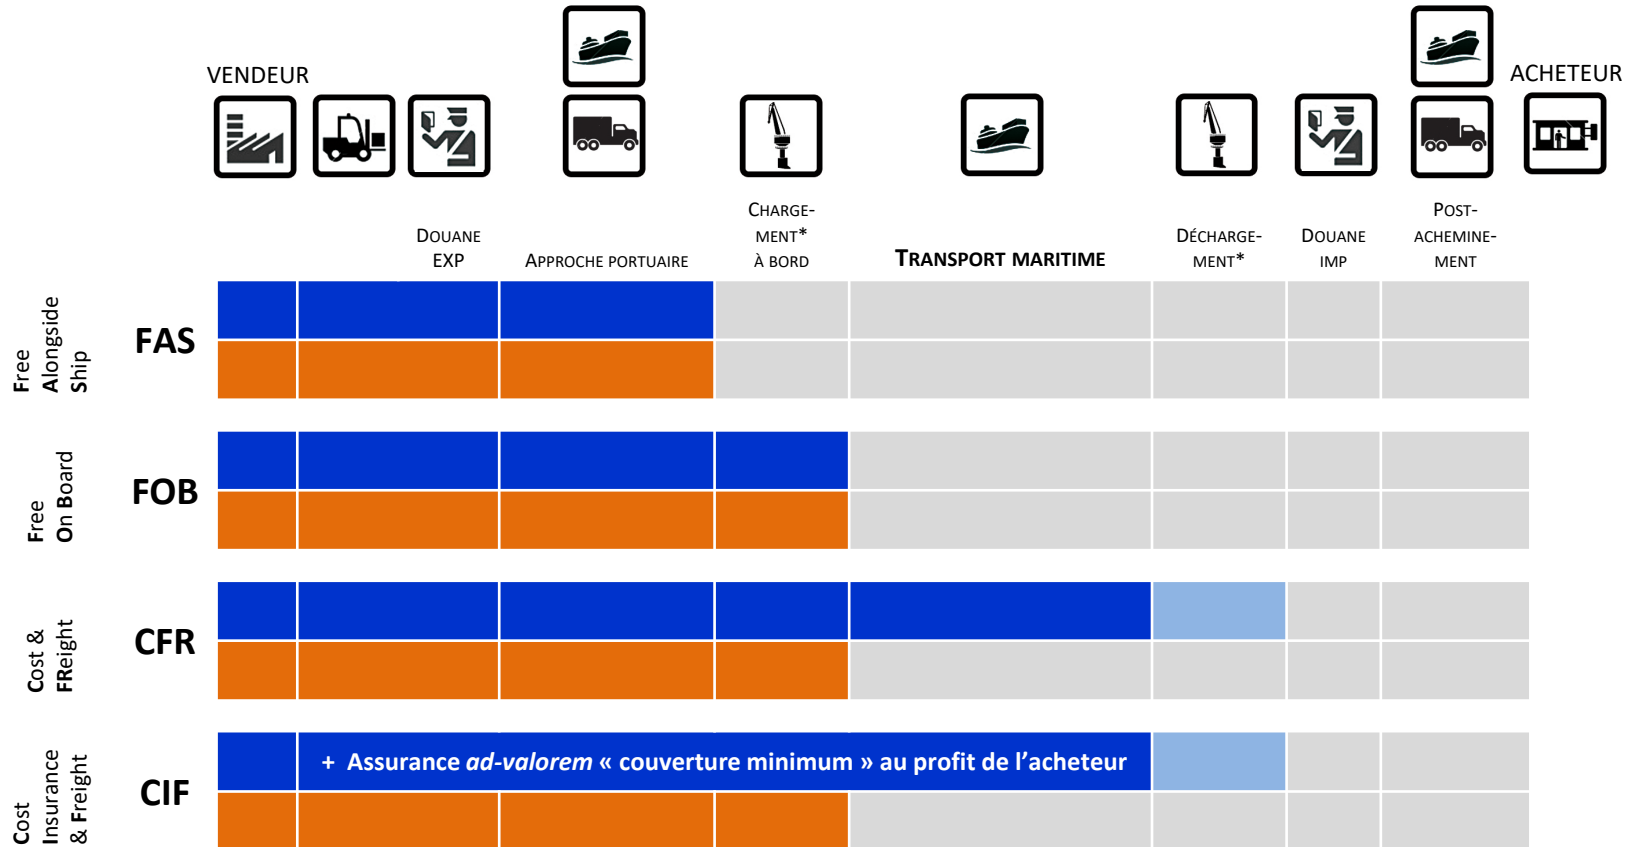 VENDEUR
ACHETEUR
DOUANE
EXP
APPROCHE PORTUAIRE
CHARGE-
MENT*
À BORD
TRANSPORT MARITIME
DÉCHARGE-
MENT*
DOUANE
IMP
POST-
ACHEMINE-
MENT
Free
Alongside
Ship
FAS
Free
On Board
FOB
Cost &
FReight
CFR
Cost
Insurance
& Freight
CIF
+ Assurance ad-valorem « couverture minimum » au profit de l’acheteur